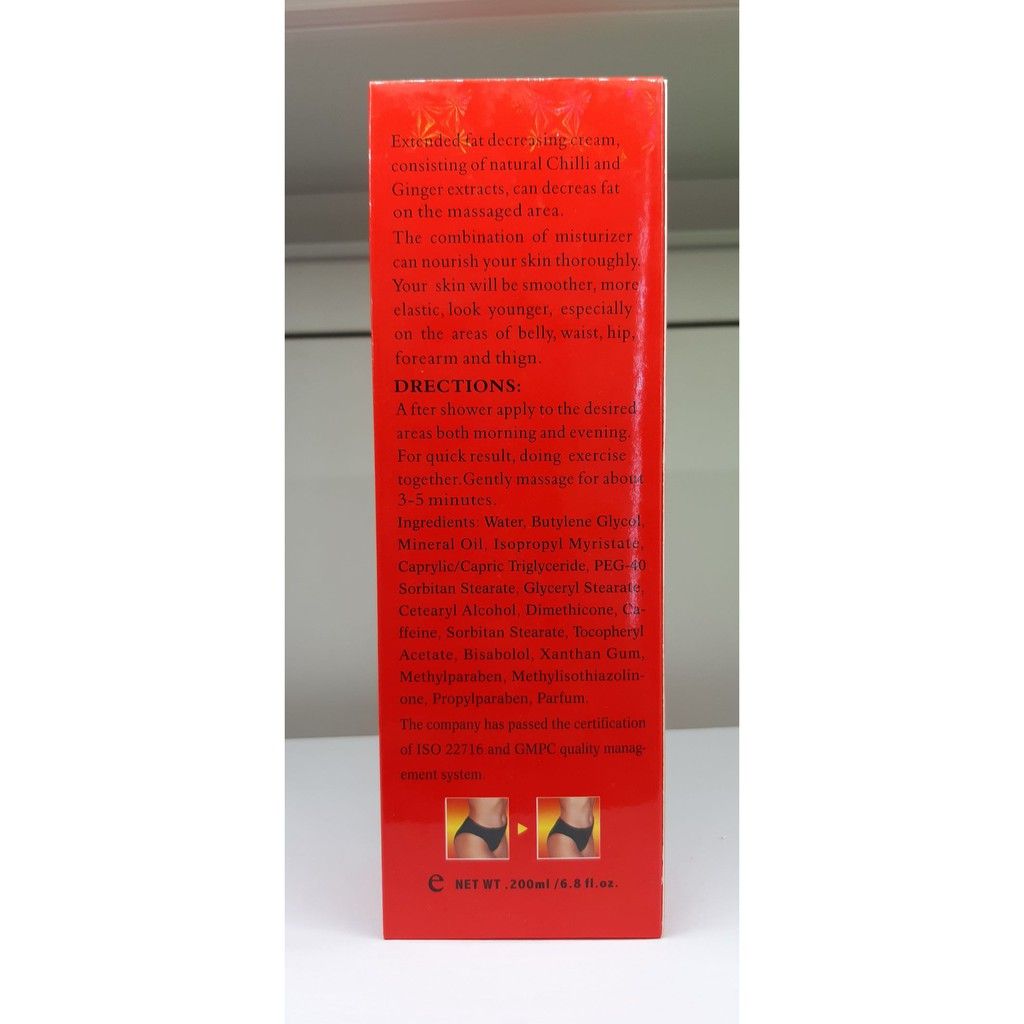 Extended fat decreasing cream,
consisting of natural Chilli and
Ginger extracts, can decreas fat
on the massaged area.
The combination of misturizer
can nourish your skin thoroughly.
Your skin will be smoother, more
elastic, look younger, especially
on the areas of belly, waist, hip,
forearm and thign.
DRECTIONS:
A fter shower apply to the desired
areas both morning and evening.
For quick result, doing exercise
together.Gently massage for about
3-5 minutes.
Ingredients: Water, Butylene Glycol,
Mineral Oil, Isopropyl Myristate,
Caprylic/Capric Triglyceride, PEG-40
Sorbitan Stearate, Glyceryl Stearate,
Cetearyl Alcohol, Dimethicone, Ca-
ffeine, Sorbitan Stearate, Tocopheryl
Acetate, Bisabolol, Xanthan Gum,
Methylparaben, Methylisothiazolin-
one, Propylparaben, Parfum.
The company has passed the certification
of ISO 22716 and GMPC quality manag-
ement system
e NET WT .200ml /6.8 fl.oz.